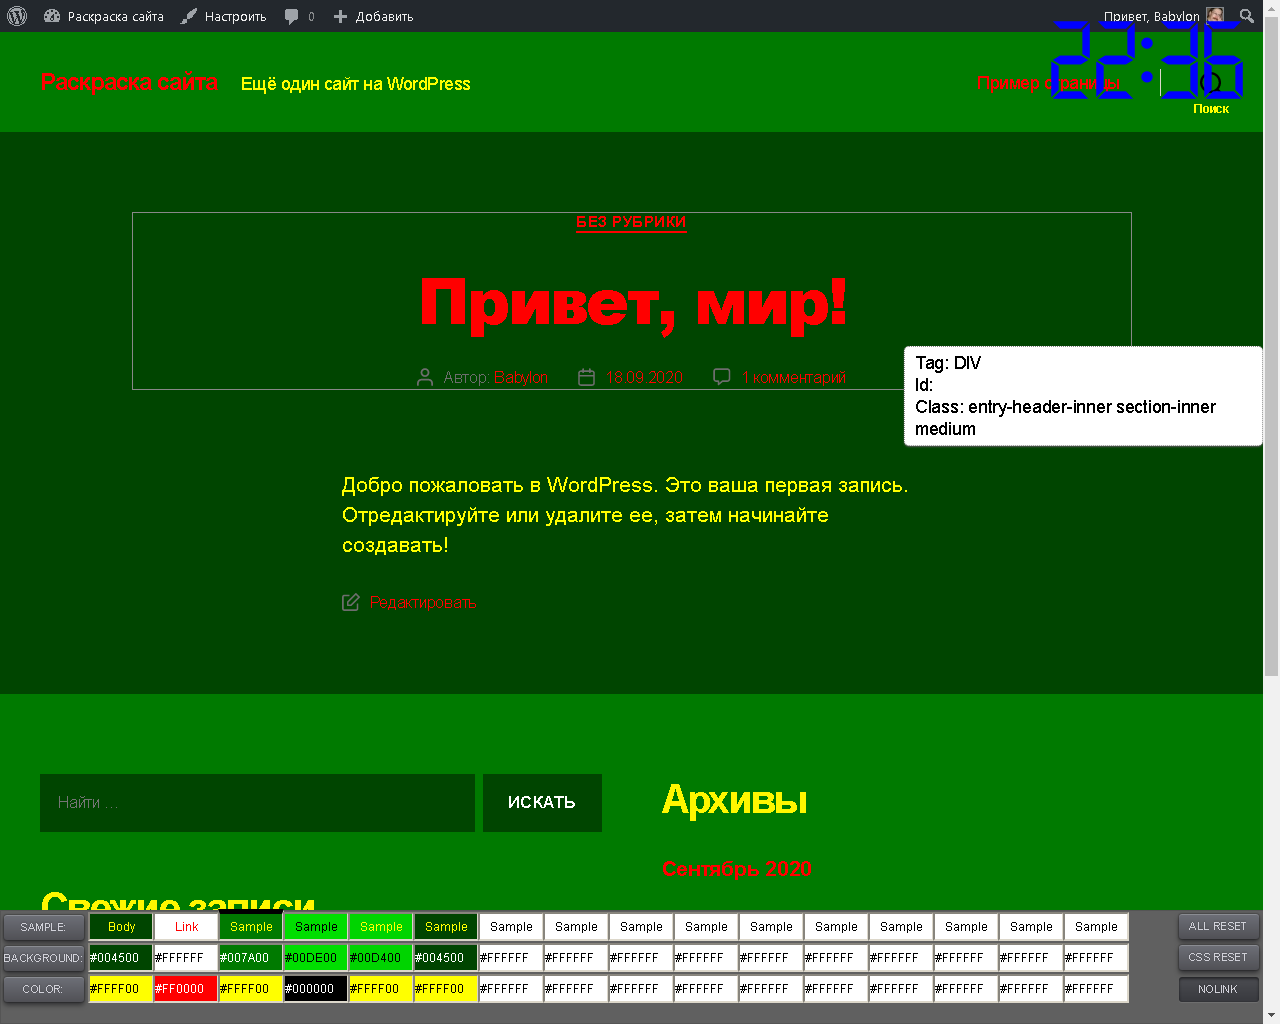 Раскраска сайта Настроить 0 Добавить Привет, Babylon
22:36
Раскраска сайта Ещё один сайт на WordPress Пример страницы
Поиск
БЕЗ РУБРИКИ
Привет, мир!
Автор: Babylon 18.09.2020 1 комментарий
Tag: DIV
Id:
Class: entry-header-inner section-inner
medium
Добро пожаловать в WordPress. Это ваша первая запись.
Отредактируйте или удалите ее, затем начинайте
создавать!
Редактировать
Найти ... ИСКАТЬ
Архивы
Сентябрь 2020
Свежие записи
SAMPLE: Body Link Sample Sample Sample Sample Sample Sample Sample Sample Sample Sample Sample Sample Sample Sample ALL RESET
BACKGROUND: #004500 #FFFFFF #007A00 #00DE00 #00D400 #004500 #FFFFFF #FFFFFF #FFFFFF #FFFFFF #FFFFFF #FFFFFF #FFFFFF #FFFFFF #FFFFFF #FFFFFF CSS RESET
COLOR: #FFFF00 #FF0000 #FFFF00 #000000 #FFFF00 #FFFF00 #FFFFFF #FFFFFF #FFFFFF #FFFFFF #FFFFFF #FFFFFF #FFFFFF #FFFFFF #FFFFFF #FFFFFF NOLINK